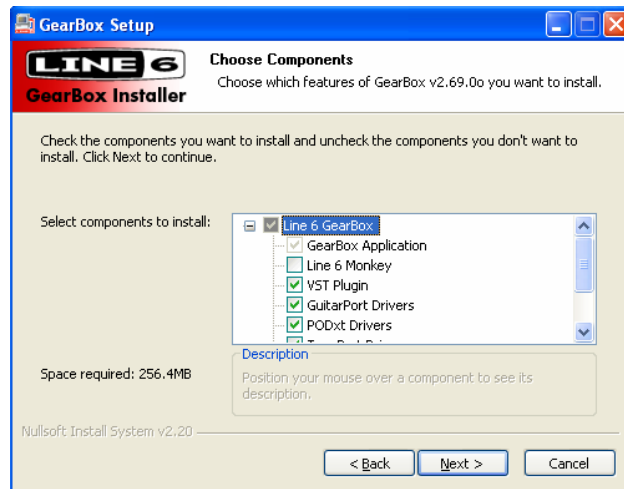 GearBox Setup
LINE 6
GearBox Installer
Choose Components
Choose which features of GearBox v2.69.0o you want to install.
Check the components you want to install and uncheck the components you don't want to
install. Click Next to continue.
Select components to install:
Line 6 GearBox
GearBox Application
Line 6 Monkey
VST Plugin
GuitarPort Drivers
PODxt Drivers
Space required: 256.4MB
Description
Position your mouse over a component to see its
description.
Nullsoft Install System v2.20
< Back
Next >
Cancel